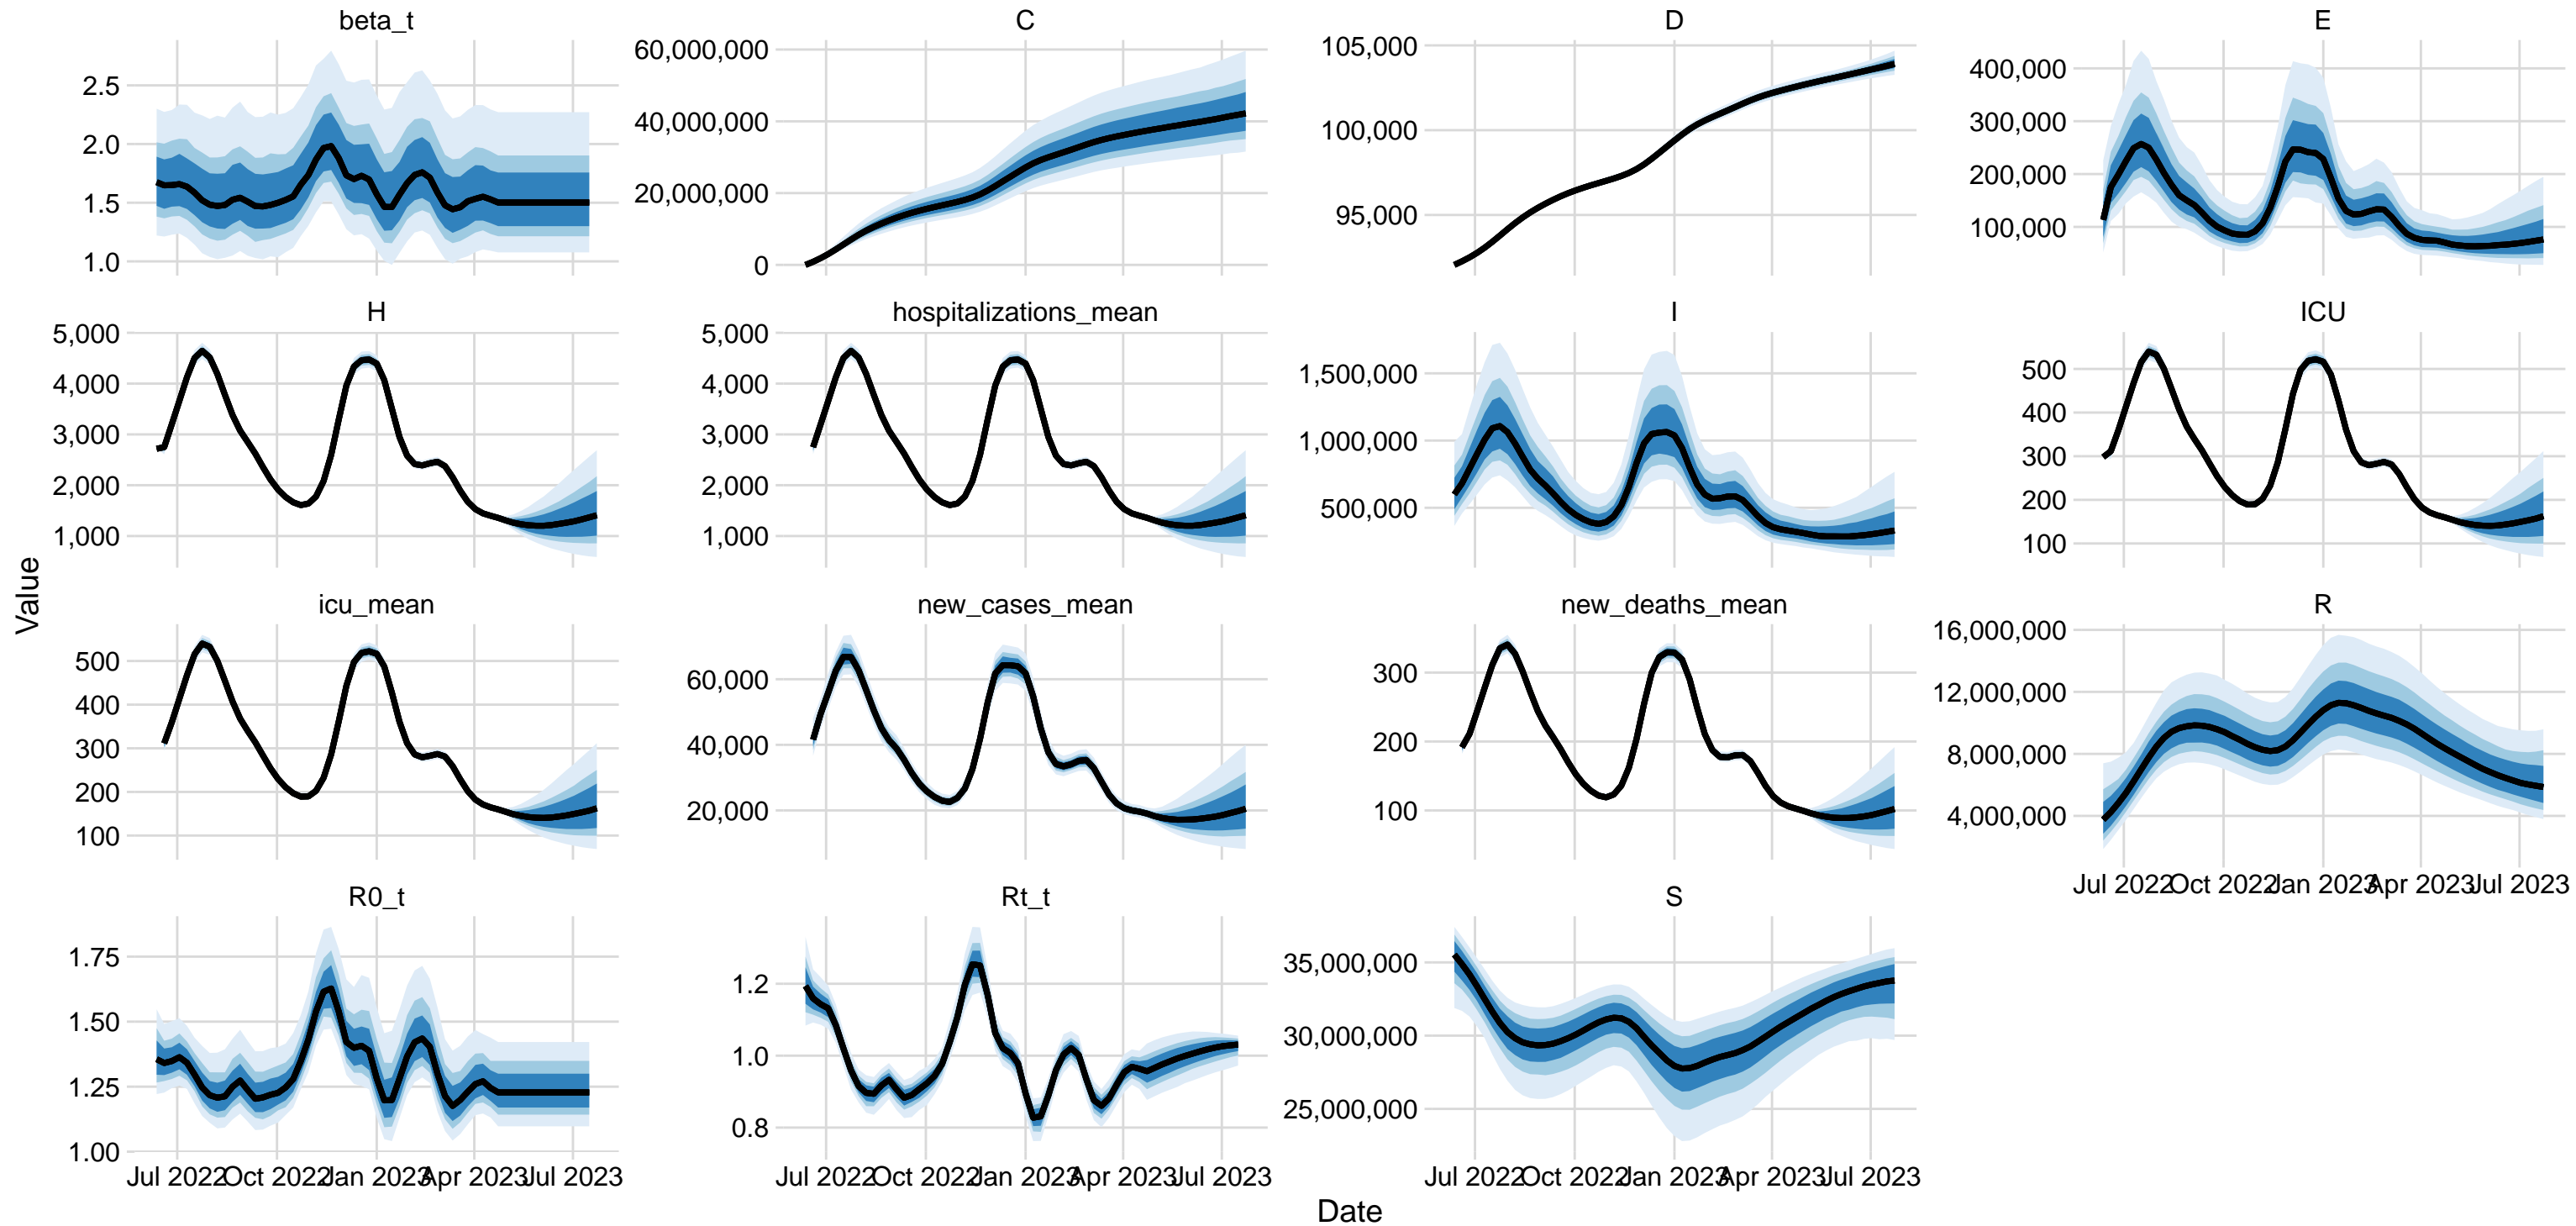 beta_t
C
D
E
2.5
2.0
1.5
1.0
60,000,000
40,000,000
20,000,000
0
105,000
100,000
95,000
400,000
300,000
200,000
100,000
H
hospitalizations_mean
I
ICU
5,000
4,000
3,000
2,000
1,000
5,000
4,000
3,000
2,000
1,000
1,500,000
1,000,000
500,000
500
400
300
200
100
Value
icu_mean
new_cases_mean
new_deaths_mean
R
500
400
300
200
100
60,000
40,000
20,000
300
200
100
16,000,000
12,000,000
8,000,000
4,000,000
Jul 2022 Oct 2022 Jan 2023 Apr 2023 Jul 2023
R0_t
Rt_t
S
1.75
1.50
1.25
1.00
1.2
1.0
0.8
35,000,000
30,000,000
25,000,000
Jul 2022 Oct 2022 Jan 2023 Apr 2023 Jul 2023
Jul 2022 Oct 2022 Jan 2023 Apr 2023 Jul 2023
Jul 2022 Oct 2022 Jan 2023 Apr 2023 Jul 2023
Date